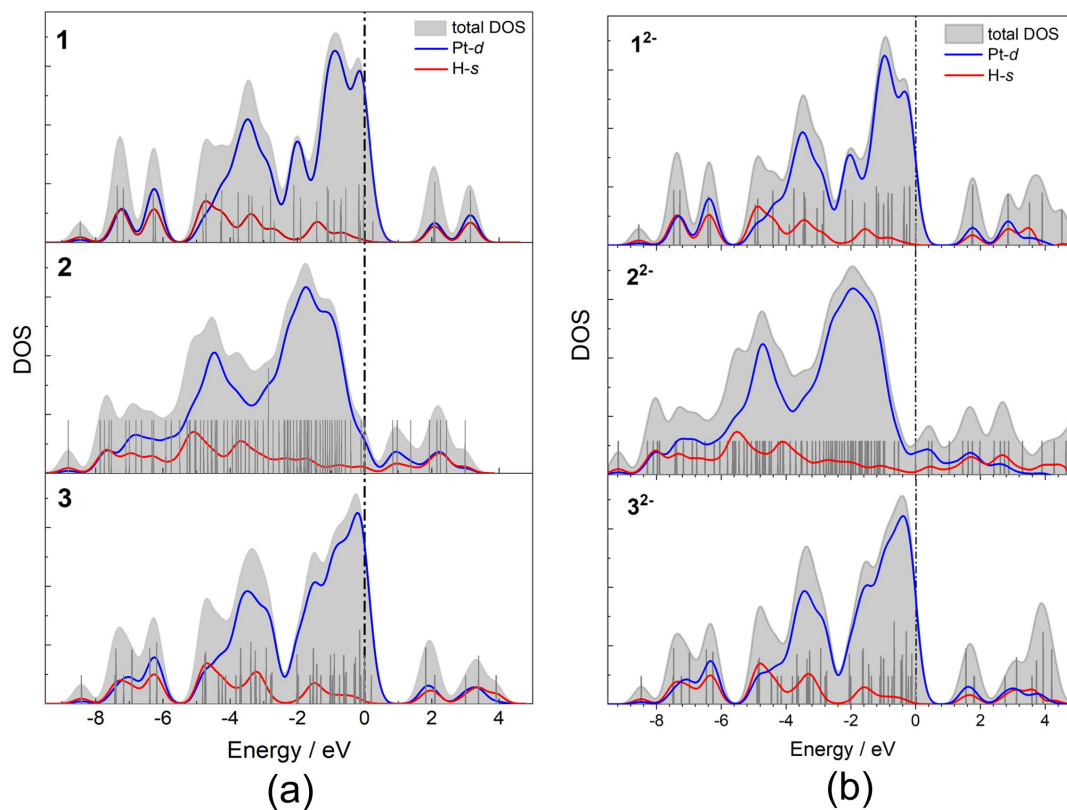 1
total DOS
Pt-d
H-s
2
3
DOS
-8 -6 -4 -2 0 2 4
Energy / eV
(a)
1²⁻
total DOS
Pt-d
H-s
2²⁻
3²⁻
DOS
-8 -6 -4 -2 0 2 4
Energy / eV
(b)